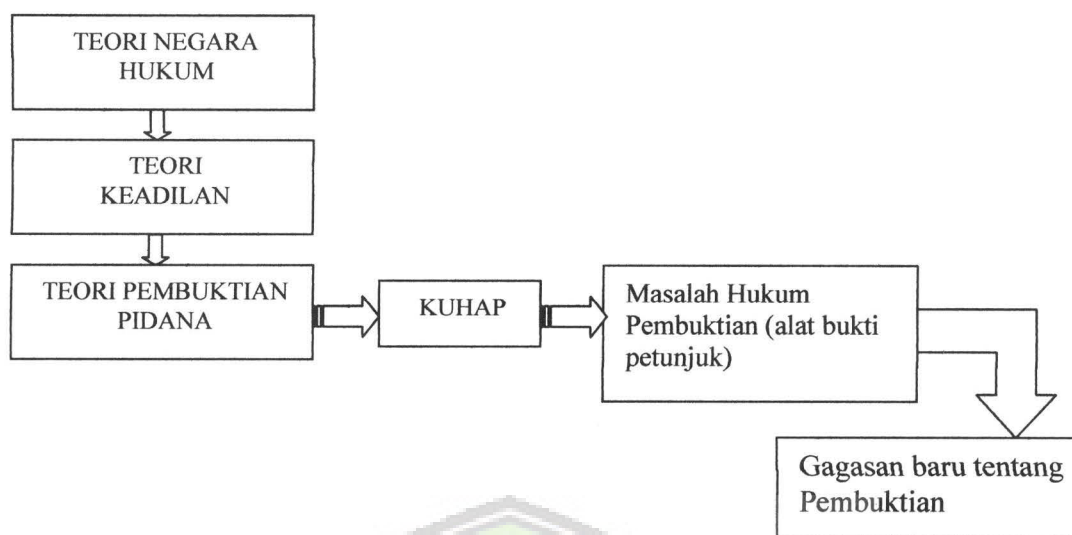 TEORI NEGARA
HUKUM
TEORI
KEADILAN
TEORI PEMBUKTIAN
PIDANA
KUHAP
Masalah Hukum
Pembuktian (alat bukti
petunjuk)
Gagasan baru tentang
Pembuktian